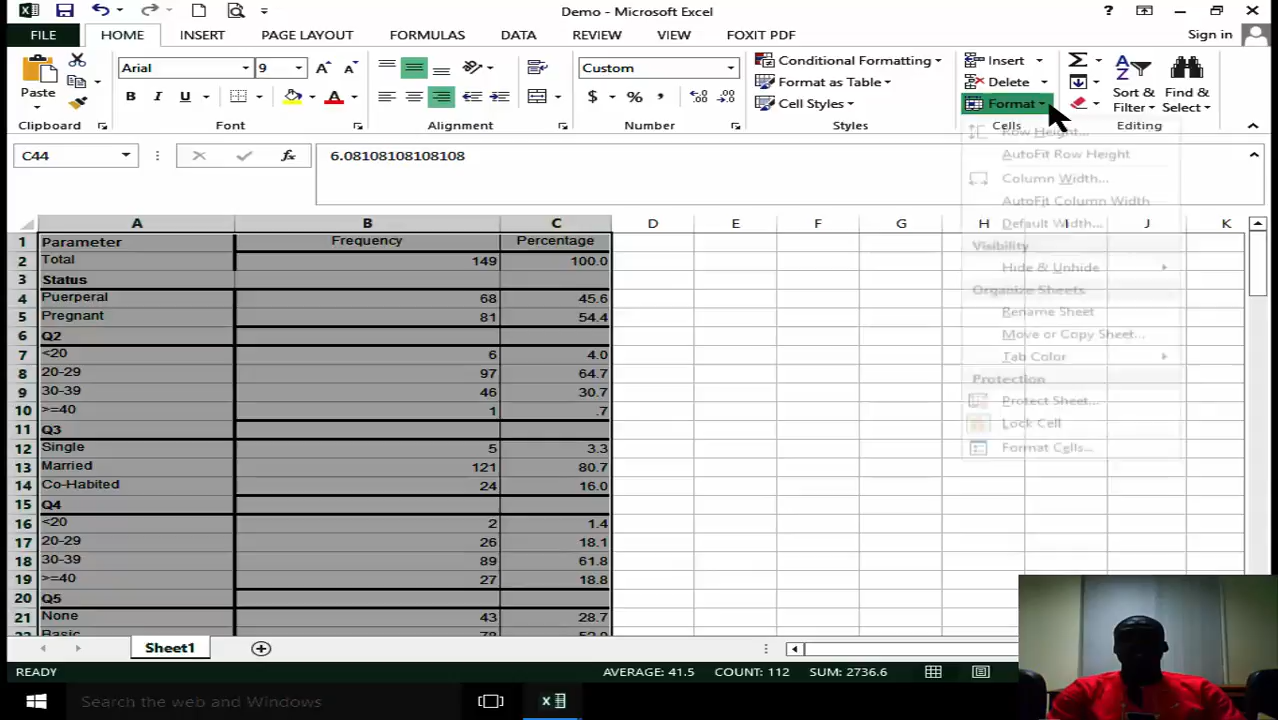 Demo - Microsoft Excel
FILE HOME INSERT PAGE LAYOUT FORMULAS DATA REVIEW VIEW FOXIT PDF Sign in
Paste
Clipboard
Arial 9
B I U A
Font
Alignment
Custom
$ % ,
Number
Conditional Formatting
Format as Table
Cell Styles
Styles
Insert
Delete
Format
Cells
Sort & Filter
Find & Select
Editing
Row Height...
AutoFit Row Height
Column Width...
AutoFit Column Width
Default Width...
Visibility
Hide & Unhide
Organize Sheets
Rename Sheet
Move or Copy Sheet...
Tab Color
Protection
Protect Sheet...
Lock Cell
Format Cells...
C44 fx 6.08108108108108
A B C D E F G H I J K
1 Parameter Frequency Percentage
2 Total 149 100.0
3 Status
4 Puerperal 68 45.6
5 Pregnant 81 54.4
6 Q2
7 <20 6 4.0
8 20-29 97 64.7
9 30-39 46 30.7
10 >=40 1 .7
11 Q3
12 Single 5 3.3
13 Married 121 80.7
14 Co-Habited 24 16.0
15 Q4
16 <20 2 1.4
17 20-29 26 18.1
18 30-39 89 61.8
19 >=40 27 18.8
20 Q5
21 None 43 28.7
Sheet1
READY AVERAGE: 41.5 COUNT: 112 SUM: 2736.6
Search the web and Windows